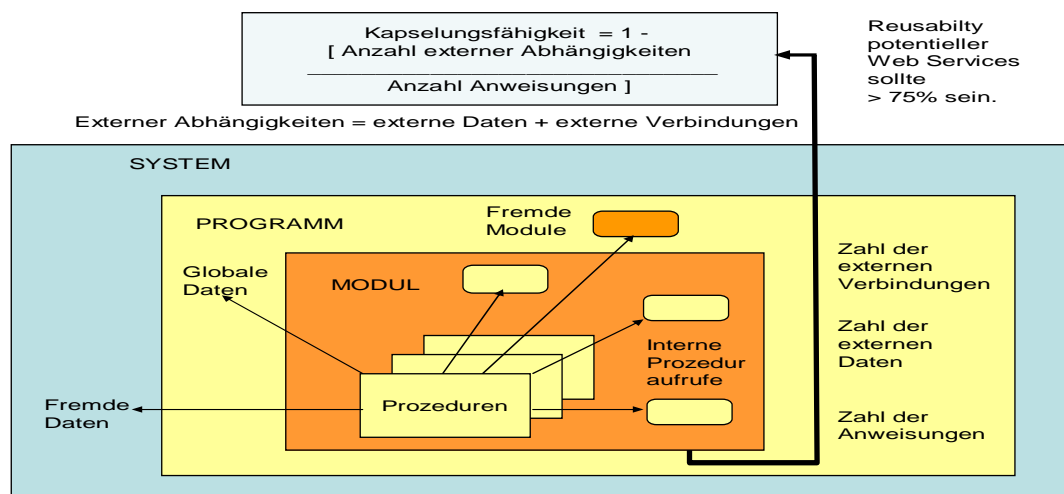 Kapselungsfähigkeit = 1 -
[ Anzahl externer Abhängigkeiten
Anzahl Anweisungen ]
Reusabilty
potentieller
Web Services
sollte
> 75% sein.
Externer Abhängigkeiten = externe Daten + externe Verbindungen
SYSTEM
PROGRAMM
Fremde
Module
Globale
Daten
MODUL
Zahl der
externen
Verbindungen
Interne
Prozedur
aufrufe
Zahl der
externen
Daten
Prozeduren
Fremde
Daten
Zahl der
Anweisungen